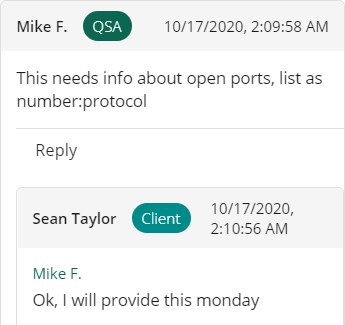 Mike F. QSA 10/17/2020, 2:09:58 AM
This needs info about open ports, list as
number:protocol
Reply
Sean Taylor Client 10/17/2020,
2:10:56 AM
Mike F.
Ok, I will provide this monday